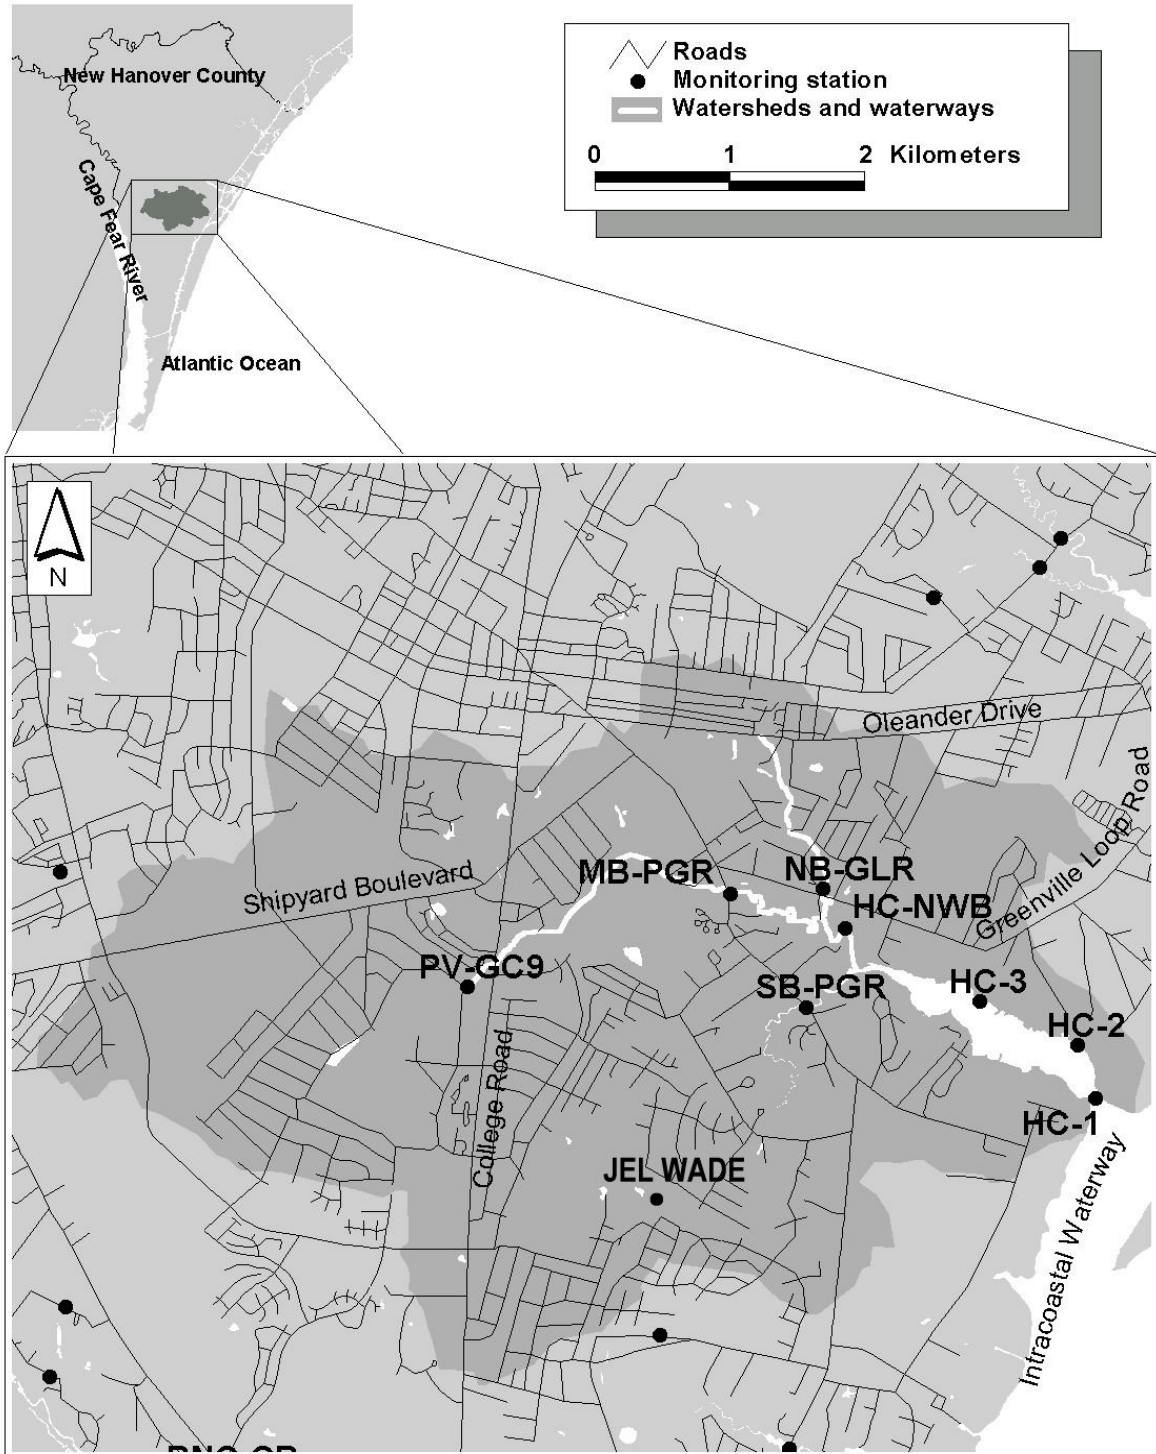 New Hanover County
Cape Fear River
Atlantic Ocean
Roads
Monitoring station
Watersheds and waterways
0 1 2 Kilometers
N
Oleander Drive
Greenville Loop Road
Shipyard Boulevard
MB-PGR
NB-GLR
HC-NWB
PV-GC9
SB-PGR
HC-3
HC-2
HC-1
College Road
JEL WADE
Intracoastal Waterway